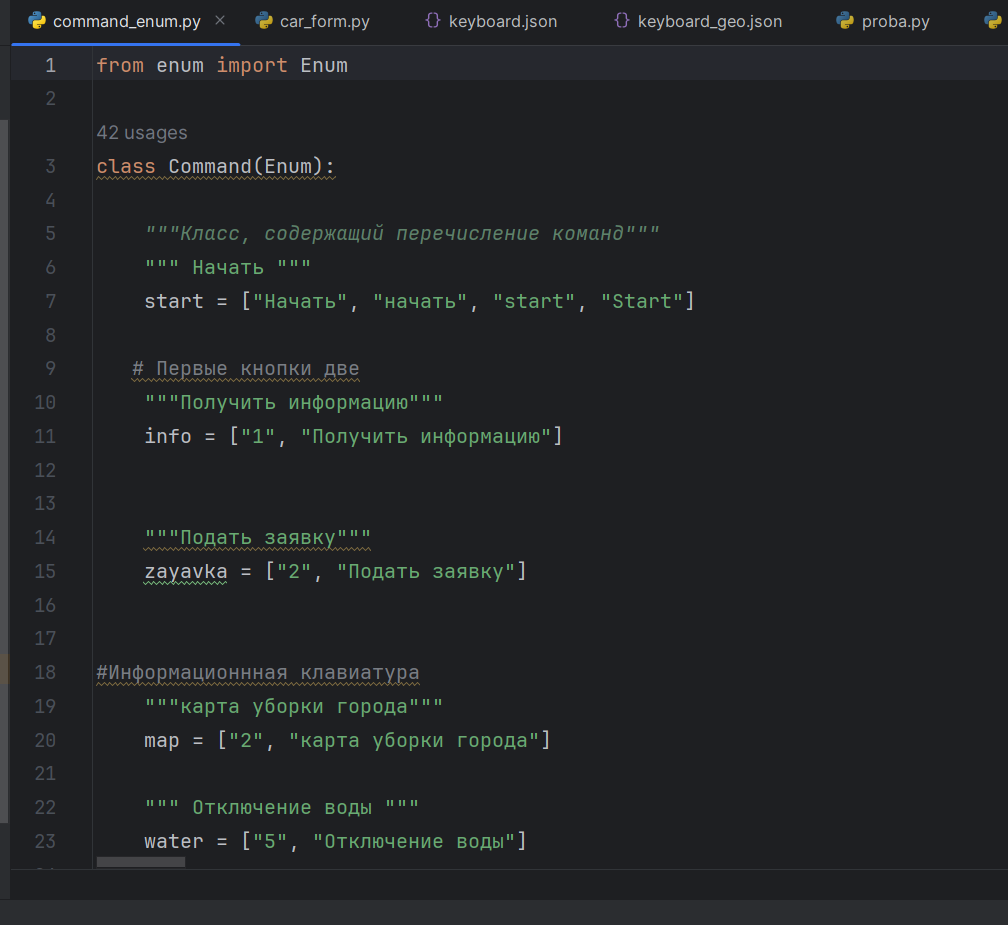 command_enum.py × car_form.py {} keyboard.json {} keyboard_geo.json proba.py
1 from enum import Enum
2
42 usages
3 class Command(Enum):
4
5 """Класс, содержащий перечисление команд"""
6 """ Начать """
7 start = ["Начать", "начать", "start", "Start"]
8
9 # Первые кнопки две
10 """Получить информацию"""
11 info = ["1", "Получить информацию"]
12
13
14 """Подать заявку"""
15 zayavka = ["2", "Подать заявку"]
16
17
18 #Информационнная клавиатура
19 """карта уборки города"""
20 map = ["2", "карта уборки города"]
21
22 """ Отключение воды """
23 water = ["5", "Отключение воды"]